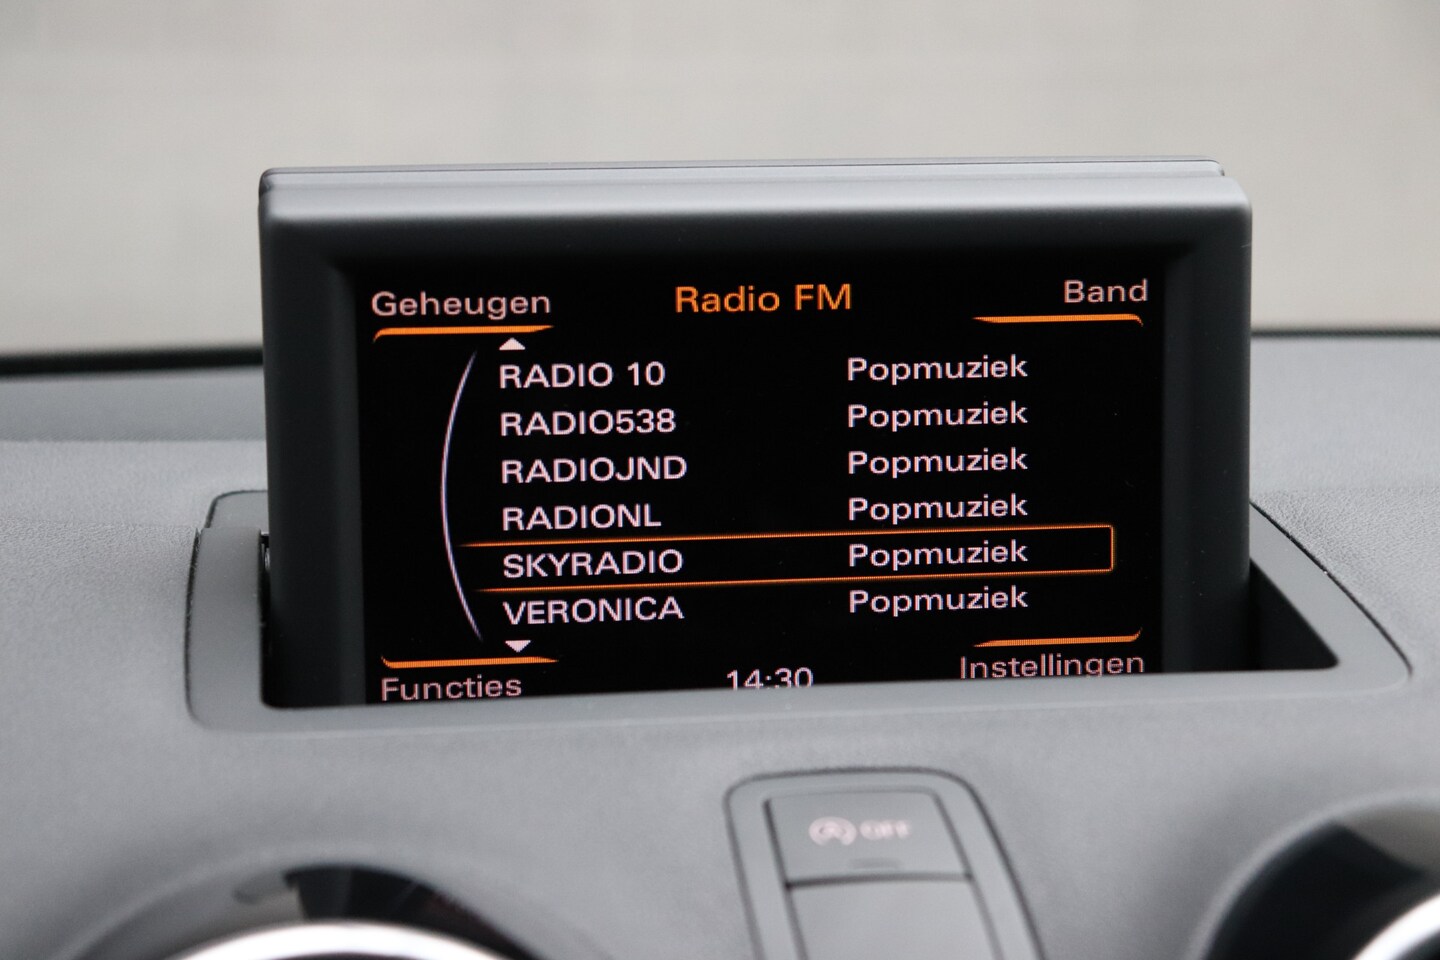 Geheugen Radio FM Band
RADIO 10 Popmuziek
RADIO538 Popmuziek
RADIOJND Popmuziek
RADIONL Popmuziek
SKYRADIO Popmuziek
VERONICA Popmuziek
Functies 14:30 Instellingen
OFF